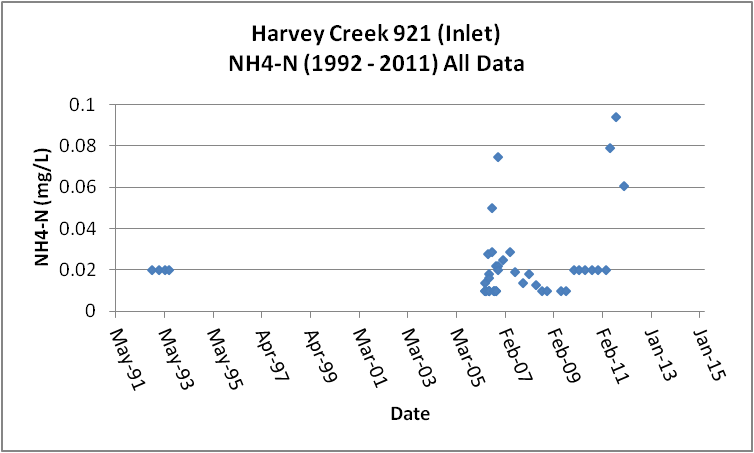 Harvey Creek 921 (Inlet)
NH4-N (1992 - 2011) All Data
NH4-N (mg/L)
0.1
0.08
0.06
0.04
0.02
0
May-91
May-93
May-95
Apr-97
Apr-99
Mar-01
Mar-03
Mar-05
Feb-07
Feb-09
Feb-11
Jan-13
Jan-15
Date